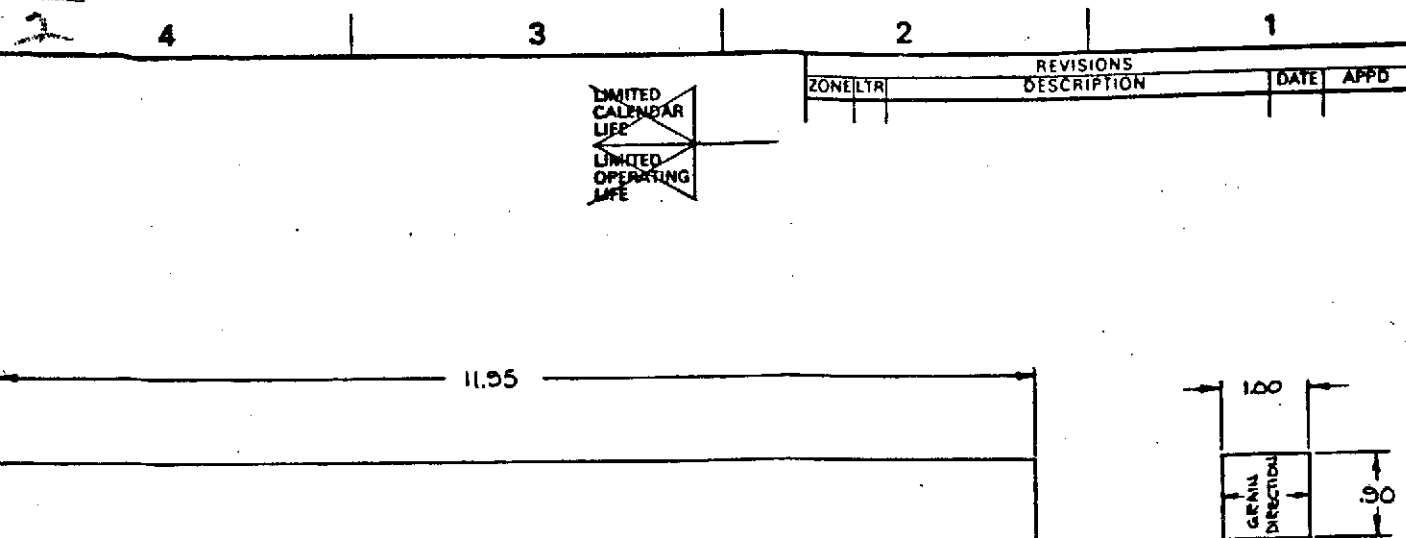 4 3 2 1
REVISIONS
ZONE LTR DESCRIPTION DATE APPD
LIMITED
CALENDAR
LIFE
LIMITED
OPERATING
LIFE
11.95
1.00
GRAIN
DIRECTION
.90